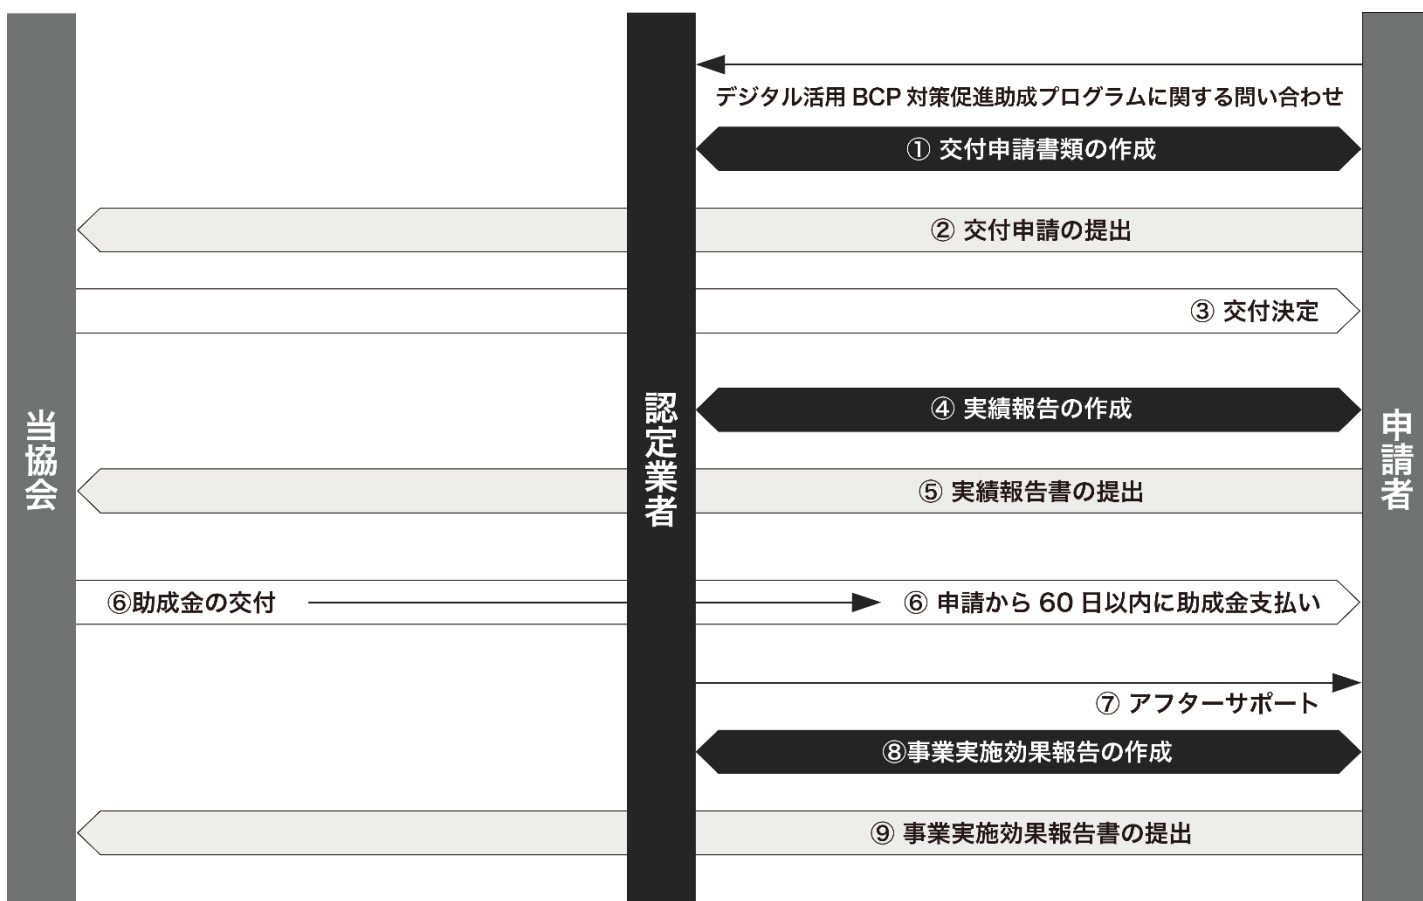 デジタル活用 BCP 対策促進助成プログラムに関する問い合わせ
① 交付申請書類の作成
② 交付申請の提出
③ 交付決定
④ 実績報告の作成
当協会
認定業者
申請者
⑤ 実績報告書の提出
⑥助成金の交付
⑥ 申請から 60 日以内に助成金支払い
⑦ アフターサポート
⑧事業実施効果報告の作成
⑨ 事業実施効果報告書の提出